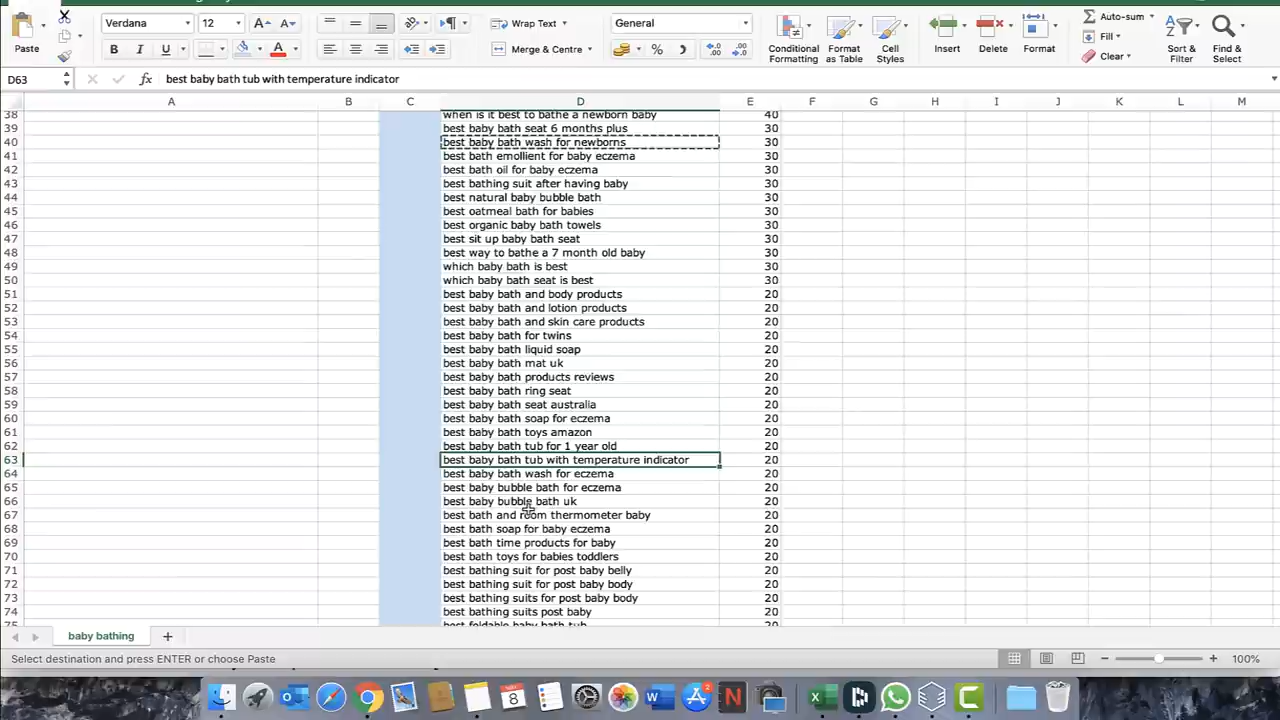 Verdana
12
Wrap Text
General
Auto-sum
Fill
Clear
Paste
B I U
A
Merge & Centre
%
Conditional Formatting
Format as Table
Cell Styles
Insert
Delete
Format
Sort & Filter
Find & Select
D63
fx
best baby bath tub with temperature indicator
A B C D E F G H I J K L M
38 when is it best to bathe a newborn baby 40
39 best baby bath seat 6 months plus 30
40 best baby bath wash for newborns 30
41 best bath emollient for baby eczema 30
42 best bath oil for baby eczema 30
43 best bathing suit after having baby 30
44 best natural baby bubble bath 30
45 best oatmeal bath for babies 30
46 best organic baby bath towels 30
47 best sit up baby bath seat 30
48 best way to bathe a 7 month old baby 30
49 which baby bath is best 30
50 which baby bath seat is best 30
51 best baby bath and body products 20
52 best baby bath and lotion products 20
53 best baby bath and skin care products 20
54 best baby bath for twins 20
55 best baby bath liquid soap 20
56 best baby bath mat uk 20
57 best baby bath products reviews 20
58 best baby bath ring seat 20
59 best baby bath seat australia 20
60 best baby bath soap for eczema 20
61 best baby bath toys amazon 20
62 best baby bath tub for 1 year old 20
63 best baby bath tub with temperature indicator 20
64 best baby bath wash for eczema 20
65 best baby bubble bath for eczema 20
66 best baby bubble bath uk 20
67 best bath and room thermometer baby 20
68 best bath soap for baby eczema 20
69 best bath time products for baby 20
70 best bath toys for babies toddlers 20
71 best bathing suit for post baby belly 20
72 best bathing suit for post baby body 20
73 best bathing suits for post baby body 20
74 best bathing suits post baby 20
75 best foldable baby bath tub 20
baby bathing
Select destination and press ENTER or choose Paste
100%